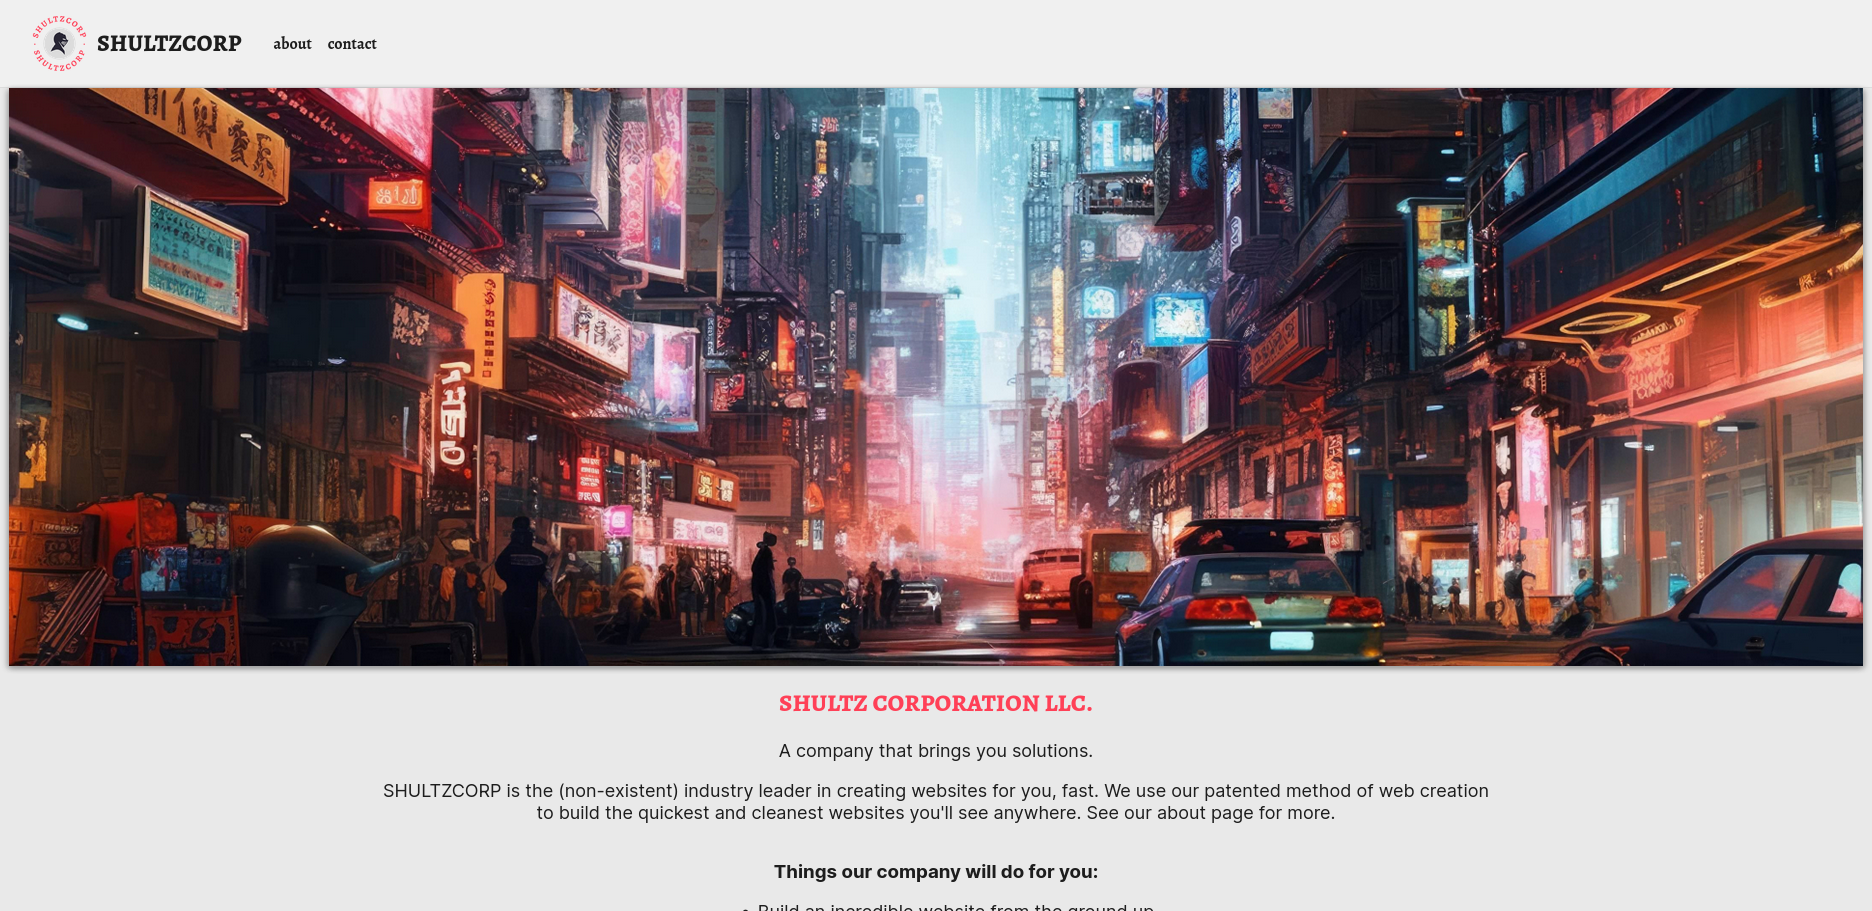 SHULTZCORP
SHULTZCORP
SHULTZCORP
about
contact
SHULTZ CORPORATION LLC.
A company that brings you solutions.
SHULTZCORP is the (non-existent) industry leader in creating websites for you, fast. We use our patented method of web creation
to build the quickest and cleanest websites you'll see anywhere. See our about page for more.
Things our company will do for you:
• Build an incredible website from the ground up